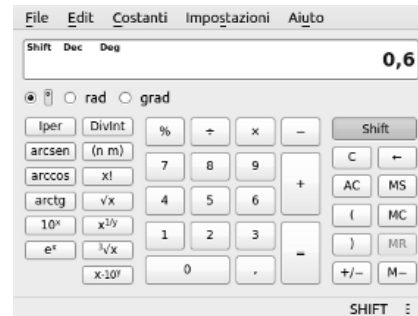 File Edit Costanti Impostazioni Aiuto
Shift Dec Deg
0,6
° rad grad
Iper DivInt % ÷ × − Shift
arcsen (n m) 7 8 9 + C ←
arccos x! AC MS
arctg √x 4 5 6 ( MC
10ˣ x¹/ʸ 1 2 3 = ) MR
eˣ ³√x 0 , +/− M−
x·10ʸ
SHIFT